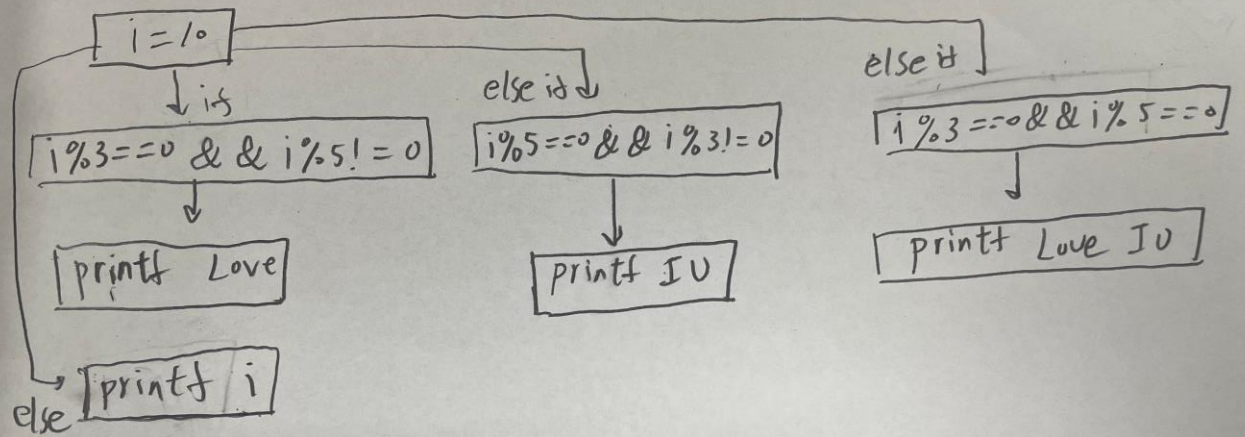 i=10
if
else if
else if
i%3==0 && i%5!=0
i%5==0 && i%3!=0
i%3==0 && i%5==0
printf Love
printf IU
printf Love IU
printf i
else